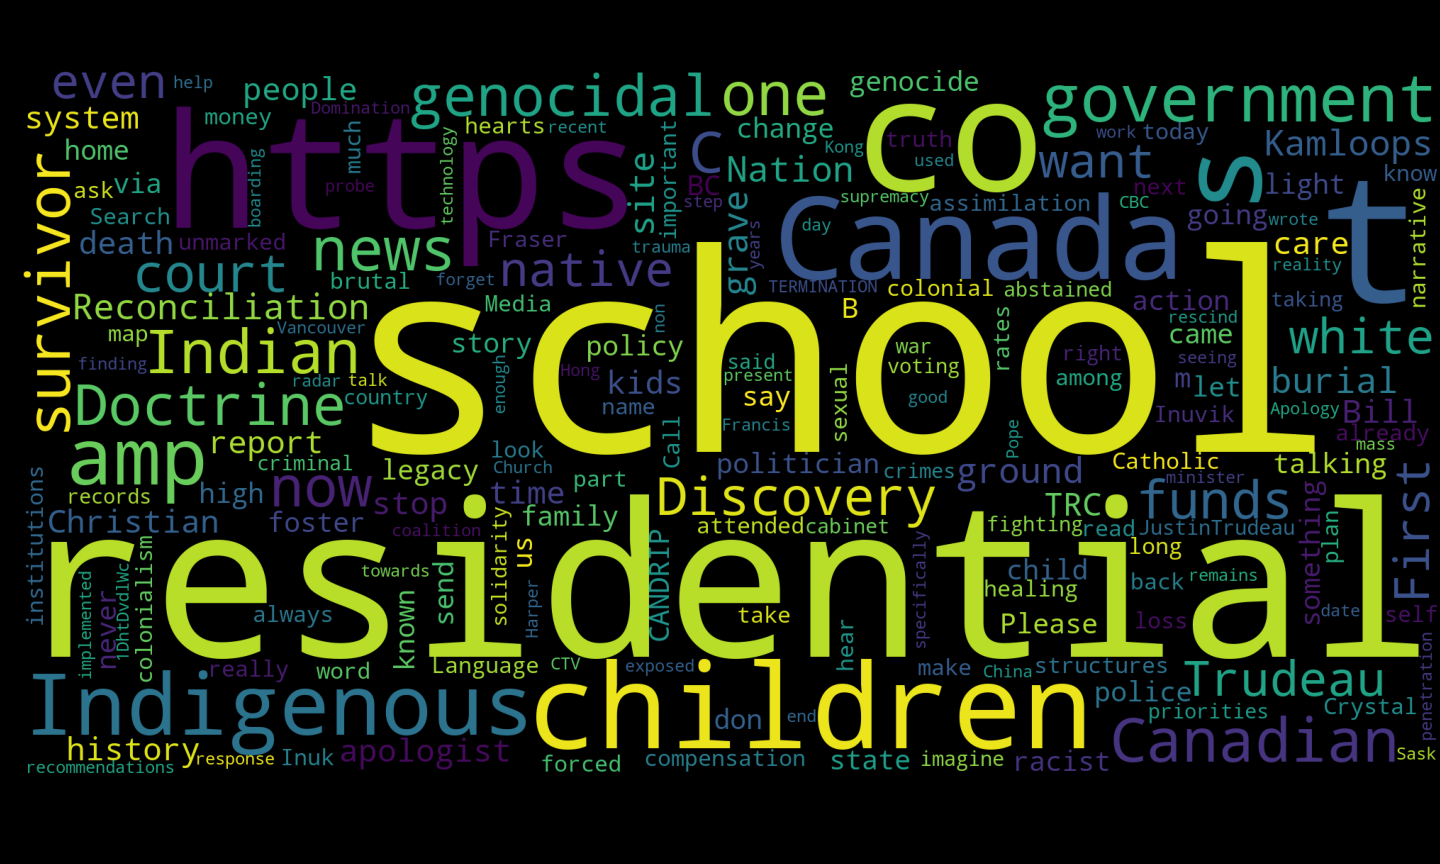 even
help
people
genocidal
one
genocide
co
government
system
money
Domination
much
https
hearts
recent
important
change
Kong
truth
used
work
today
Kamloops
home
ask
via
boarding
probe
technology
site
C
Nation
BC
step
supremacy
assimilation
want
CBC
next
s
light
know
Search
survivor
death
unmarked
news
Fraser
trauma
grave
years
day
Canada
going
wrote
t
narrative
court
brutal
forget
native
TERMINATION
colonial
abstained
action
care
reality
taking
Reconciliation
Vancouver
Media
non
B
rates
rescind
came
white
map
Indian
story
policy
school
said
war
right
seeing
finding
radar
talk
country
enough
Hong
kids
present
voting
among
m
let
burial
Doctrine
name
say
sexual
good
Inuvik
Apology
Bill
already
amp
report
criminal
legacy
look
Church
Call
Francis
politician
crimes
ground
Pope
Catholic
minister
talking
mass
institutions
records
high
now
stop
time
part
Discovery
TRC
funds
First
Christian
foster
coalition
family
attended
cabinet
fighting
read
JustinTrudeau
something
plan
colonialism
residential
towards
solidarity
us
CANDRIP
specifically
long
child
back
remains
implemented
1DhtDvdlWc
never
always
known
send
Harper
take
healing
Please
loss
date
self
really
word
Language
CTV
exposed
hear
make
China
structures
Trudeau
penetration
Indigenous
children
don
end
police
priorities
Crystal
history
response
Inuk
apologist
forced
compensation
state
imagine
racist
Canadian
Sask
recommendations